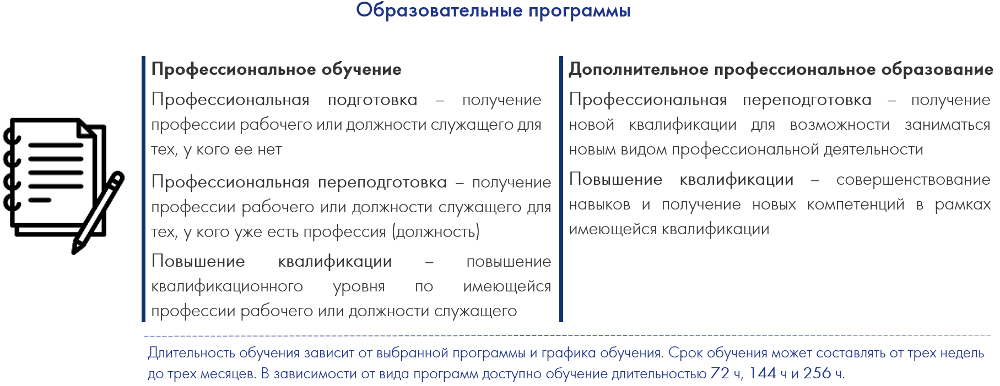 Образовательные программы
Профессиональное обучение
Профессиональная подготовка – получение
профессии рабочего или должности служащего для
тех, у кого ее нет
Профессиональная переподготовка – получение
профессии рабочего или должности служащего для
тех, у кого уже есть профессия (должность)
Повышение квалификации – повышение
квалификационного уровня по имеющейся
профессии рабочего или должности служащего
Дополнительное профессиональное образование
Профессиональная переподготовка – получение
новой квалификации для возможности заниматься
новым видом профессиональной деятельности
Повышение квалификации – совершенствование
навыков и получение новых компетенций в рамках
имеющейся квалификации
Длительность обучения зависит от выбранной программы и графика обучения. Срок обучения может составлять от трех недель
до трех месяцев. В зависимости от вида программ доступно обучение длительностью 72 ч, 144 ч и 256 ч.